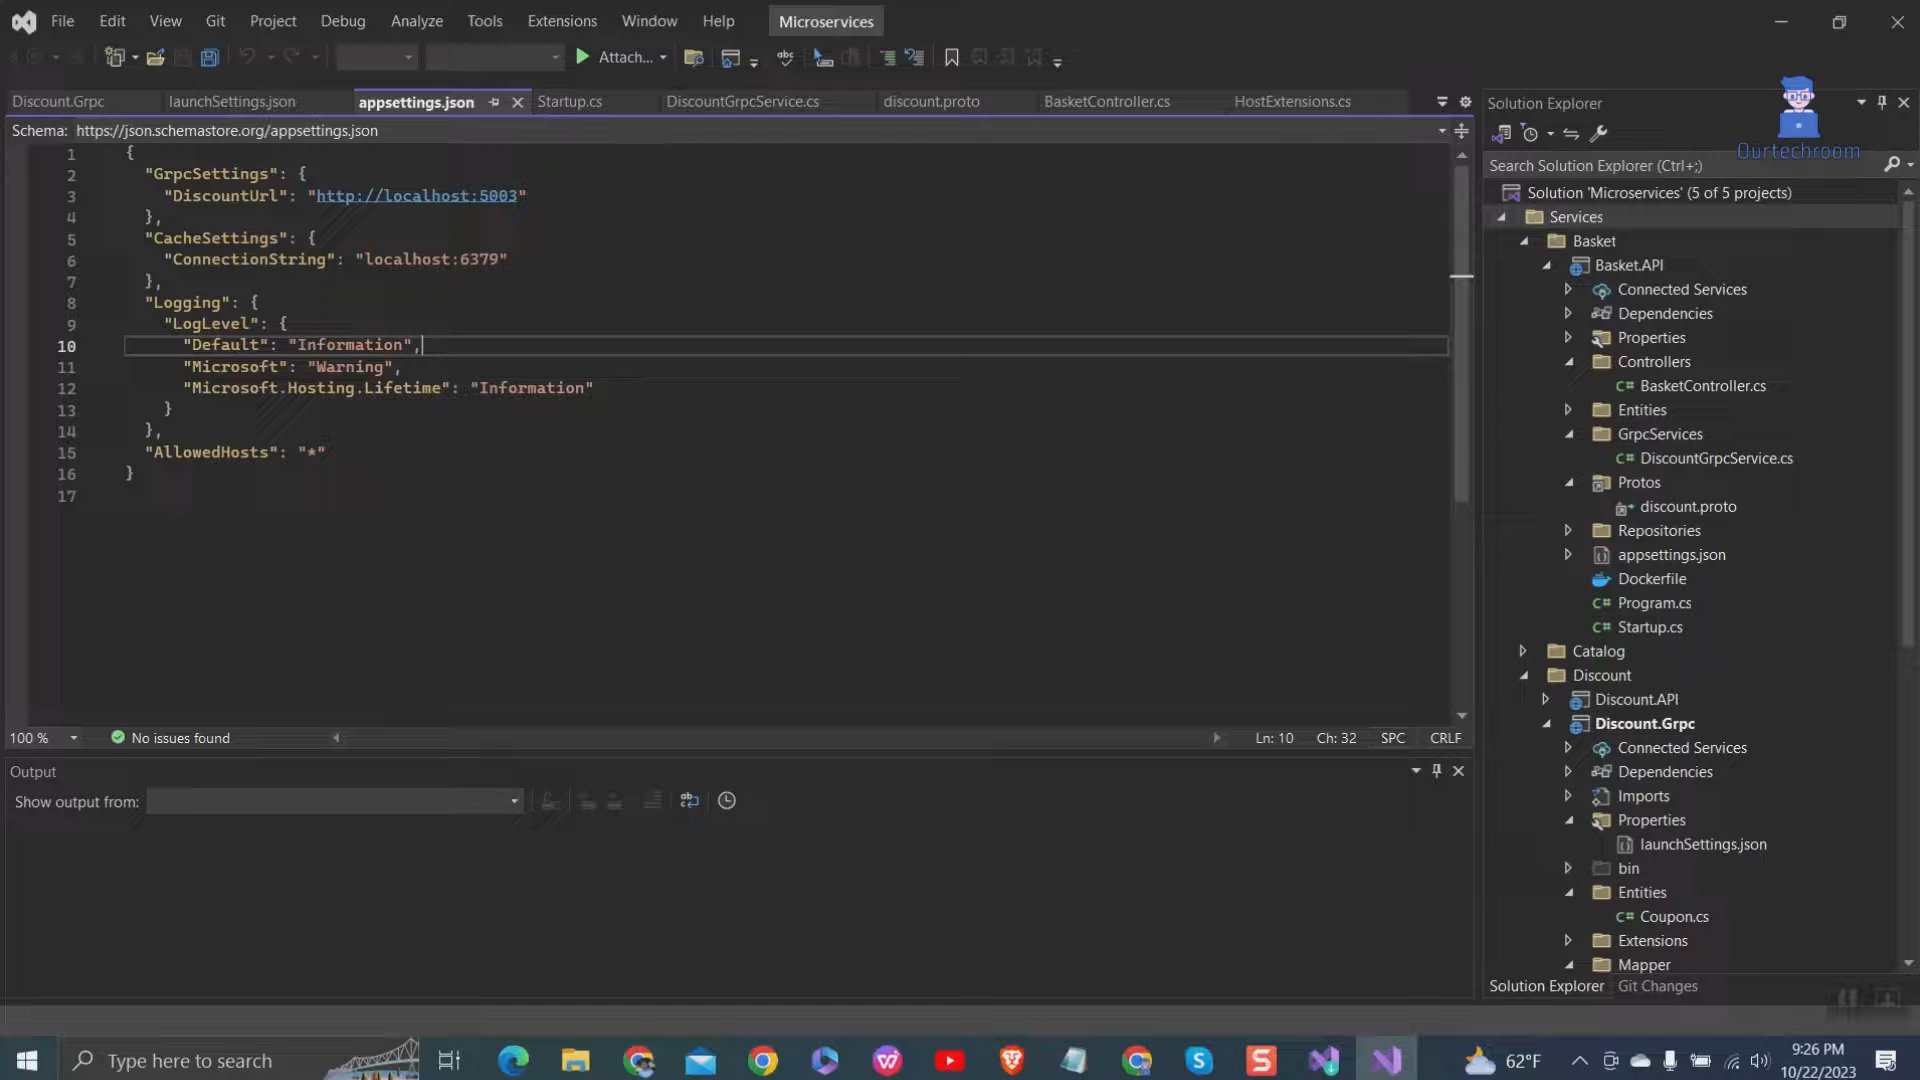 File Edit View Git Project Debug Analyze Tools Extensions Window Help Microservices
Attach...
Discount.Grpc launchSettings.json appsettings.json Startup.cs DiscountGrpcService.cs discount.proto BasketController.cs HostExtensions.cs
Schema: https://json.schemastore.org/appsettings.json
1 {
2 "GrpcSettings": {
3 "DiscountUrl": "http://localhost:5003"
4 },
5 "CacheSettings": {
6 "ConnectionString": "localhost:6379"
7 },
8 "Logging": {
9 "LogLevel": {
10 "Default": "Information",
11 "Microsoft": "Warning",
12 "Microsoft.Hosting.Lifetime": "Information"
13 }
14 },
15 "AllowedHosts": "*"
16 }
17
100 % No issues found Ln: 10 Ch: 32 SPC CRLF
Output
Show output from:
Solution Explorer
Ourtechroom
Search Solution Explorer (Ctrl+;)
Solution 'Microservices' (5 of 5 projects)
Services
Basket
Basket.API
Connected Services
Dependencies
Properties
Controllers
C# BasketController.cs
Entities
GrpcServices
C# DiscountGrpcService.cs
Protos
discount.proto
Repositories
appsettings.json
Dockerfile
C# Program.cs
C# Startup.cs
Catalog
Discount
Discount.API
Discount.Grpc
Connected Services
Dependencies
Imports
Properties
launchSettings.json
bin
Entities
C# Coupon.cs
Extensions
Mapper
Solution Explorer Git Changes
Type here to search
62°F
9:26 PM
10/22/2023